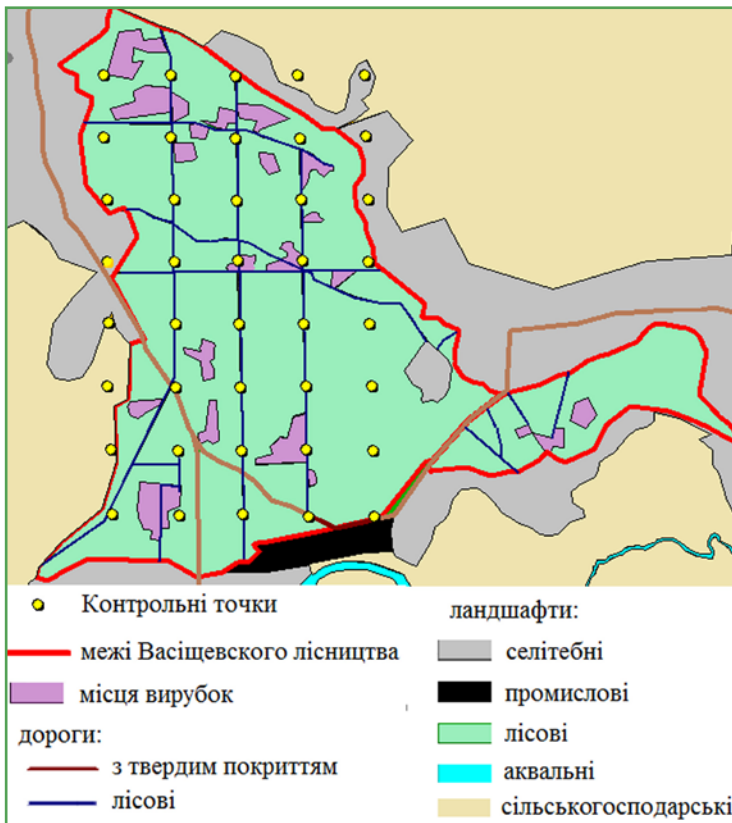 Контрольні точки
межі Васіщевского лісництва
місця вирубок
дороги:
з твердим покриттям
лісові
ландшафти:
селітебні
промислові
лісові
аквальні
сільськогосподарські